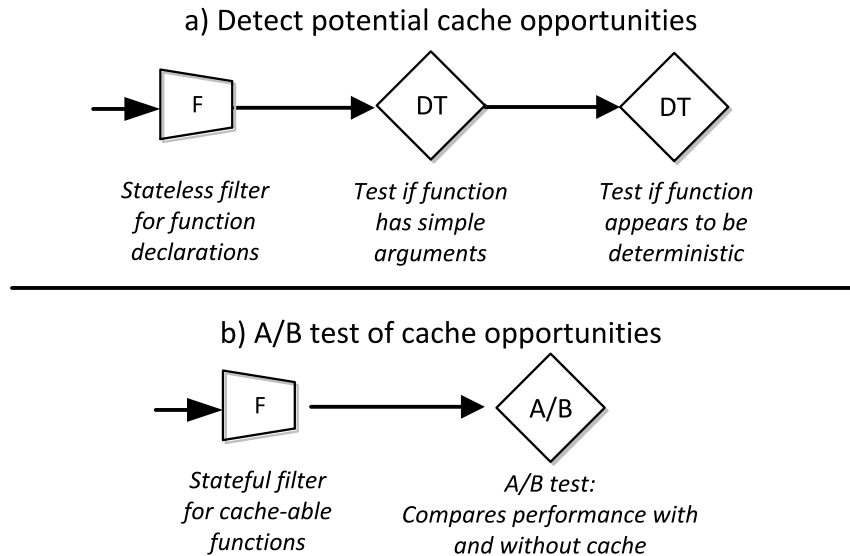 a) Detect potential cache opportunities
F
DT
DT
Stateless filter
for function
declarations
Test if function
has simple
arguments
Test if function
appears to be
deterministic
b) A/B test of cache opportunities
F
A/B
Stateful filter
for cache-able
functions
A/B test:
Compares performance with
and without cache